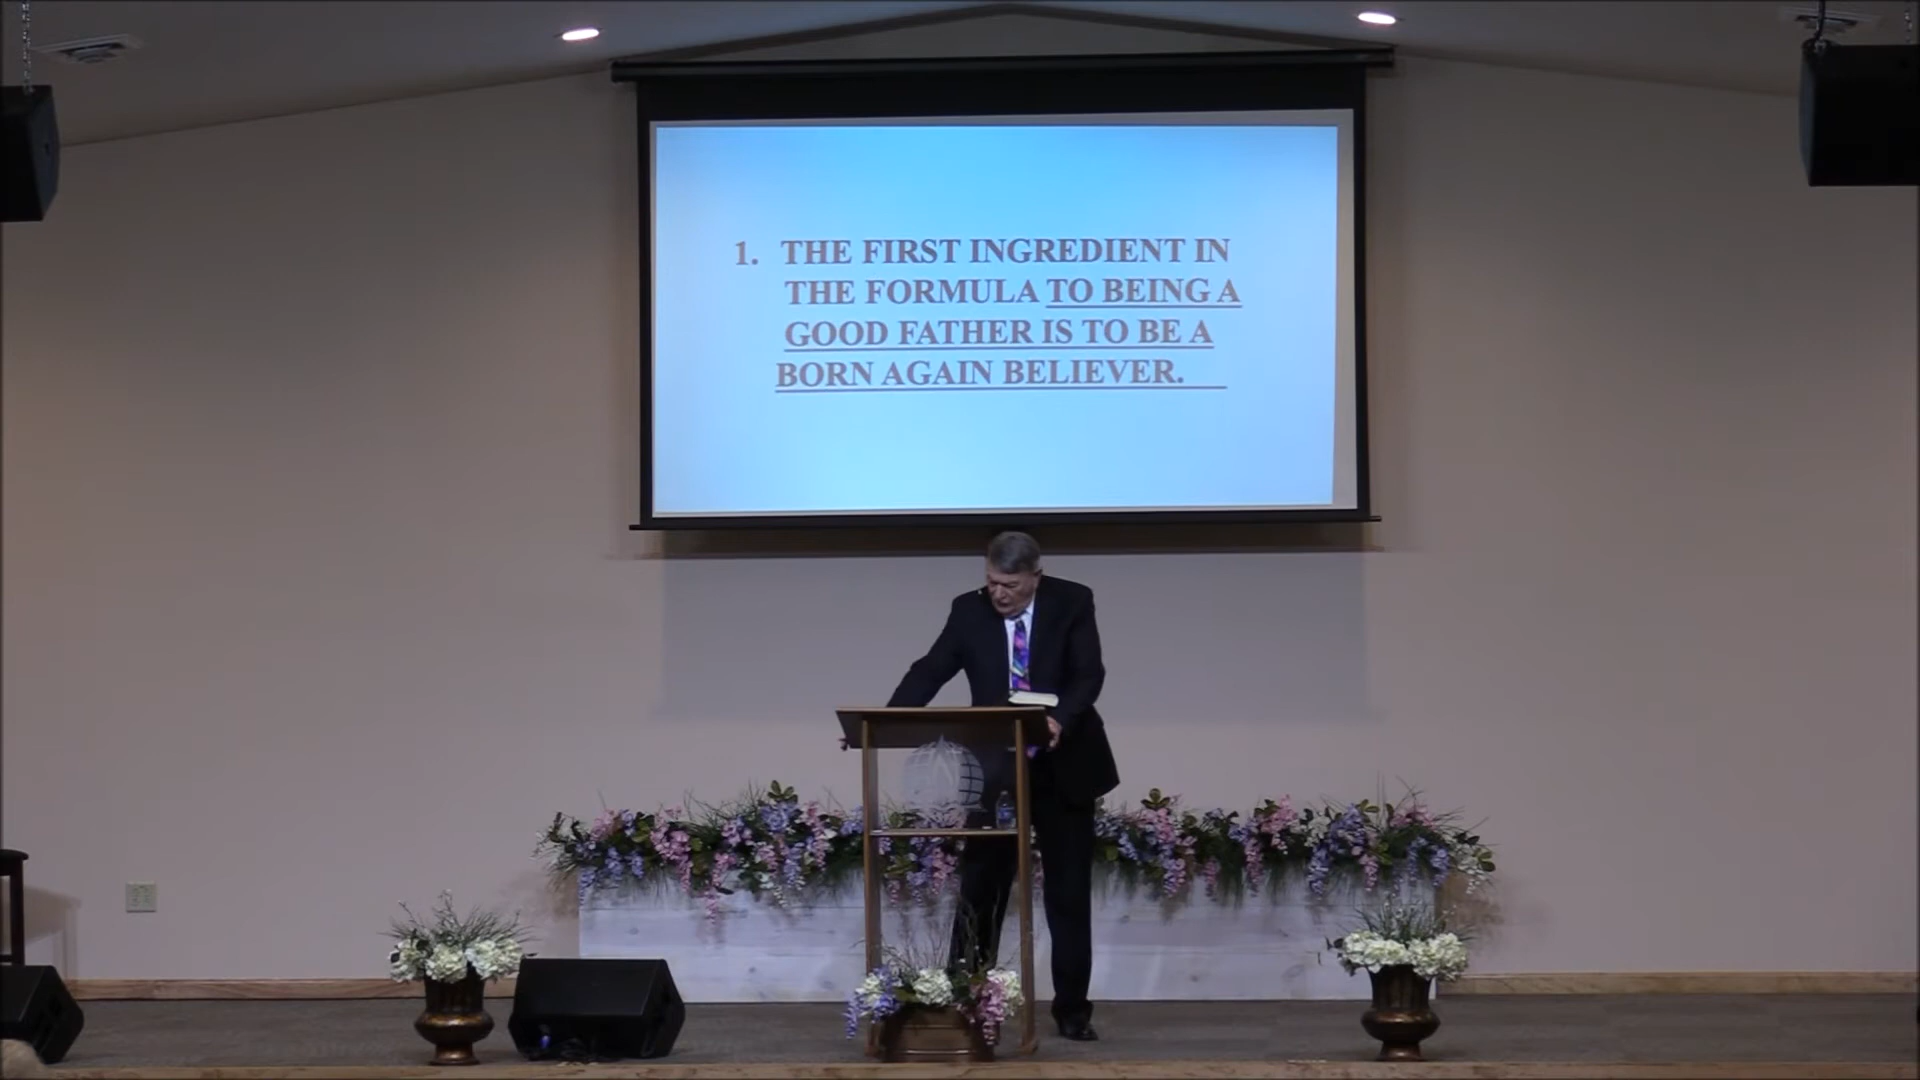 1. THE FIRST INGREDIENT IN
THE FORMULA TO BEING A
GOOD FATHER IS TO BE A
BORN AGAIN BELIEVER.